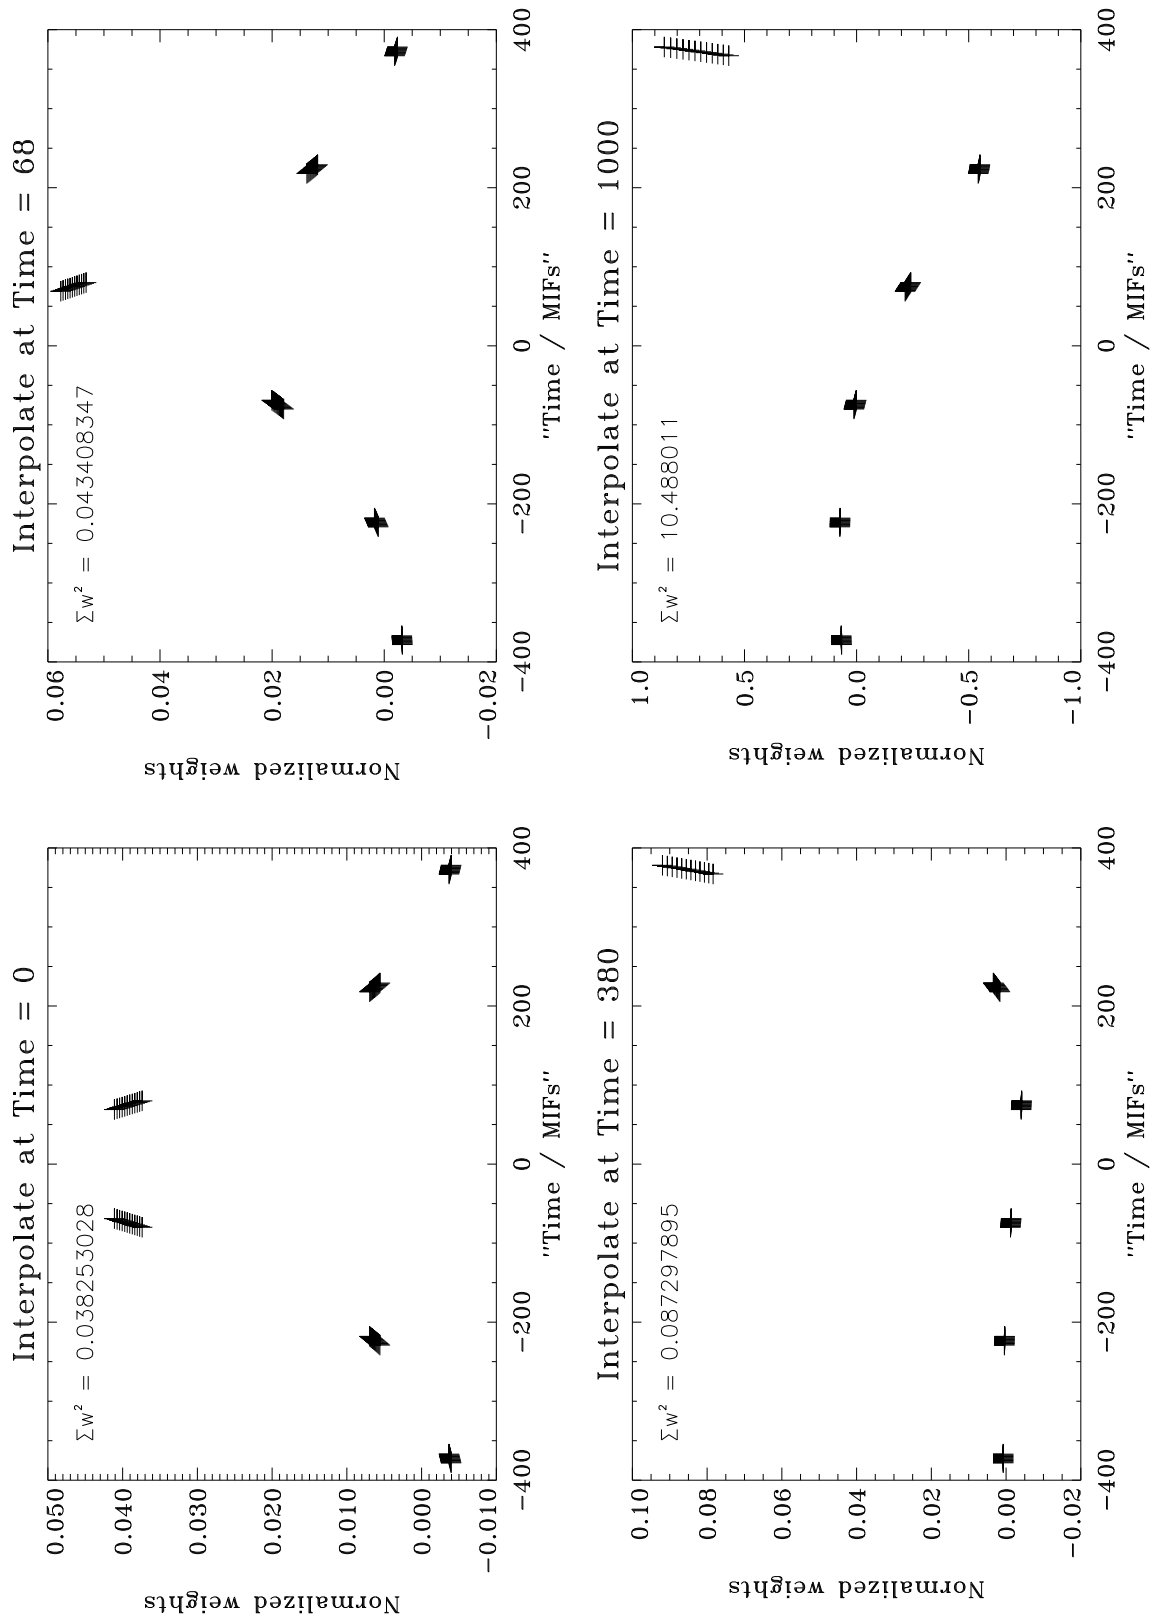 Interpolate at Time = 0
Σw² = 0.038253028
0.050
0.040
0.030
0.020
0.010
0.000
−0.010
Normalized weights
−400
−200
0
200
400
"Time / MIFs"
Interpolate at Time = 68
Σw² = 0.043408347
0.06
0.04
0.02
0.00
−0.02
Normalized weights
−400
−200
0
200
400
"Time / MIFs"
Interpolate at Time = 380
Σw² = 0.087297895
0.10
0.08
0.06
0.04
0.02
0.00
−0.02
Normalized weights
−400
−200
0
200
400
"Time / MIFs"
Interpolate at Time = 1000
Σw² = 10.488011
1.0
0.5
0.0
−0.5
−1.0
Normalized weights
−400
−200
0
200
400
"Time / MIFs"